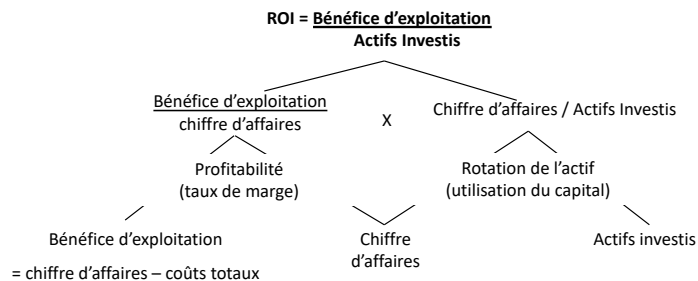 ROI = Bénéfice d’exploitation
Actifs Investis
Bénéfice d’exploitation
chiffre d’affaires
X
Chiffre d’affaires / Actifs Investis
Profitabilité
(taux de marge)
Rotation de l’actif
(utilisation du capital)
Bénéfice d’exploitation
= chiffre d’affaires – coûts totaux
Chiffre
d’affaires
Actifs investis